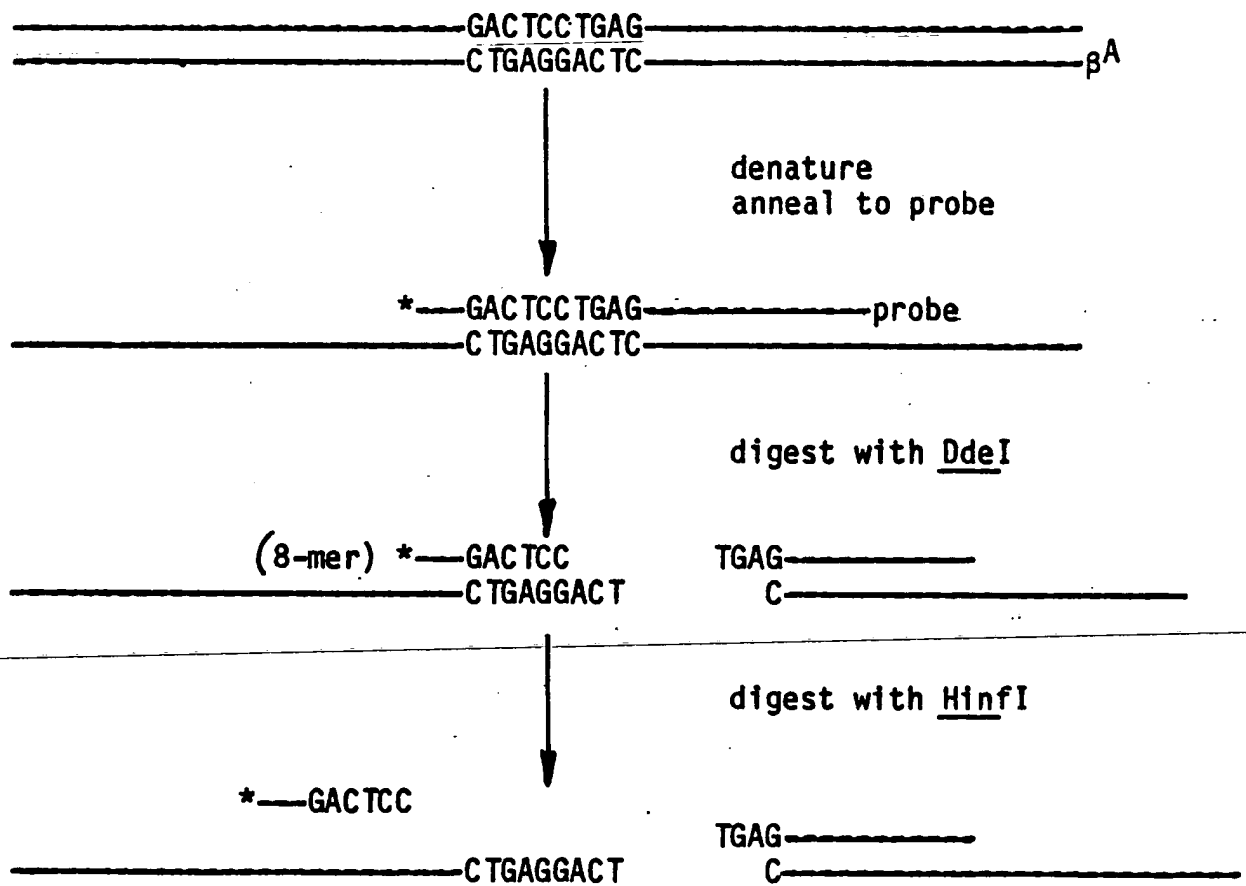 GACTCCTGAG
CTGAGGACTC βA
denature
anneal to probe
* GACTCCTGAG probe
CTGAGGACTC
digest with DdeI
(8-mer) * GACTCC TGAG
CTGAGGACT C
digest with HinfI
* GACTCC
TGAG
CTGAGGACT C